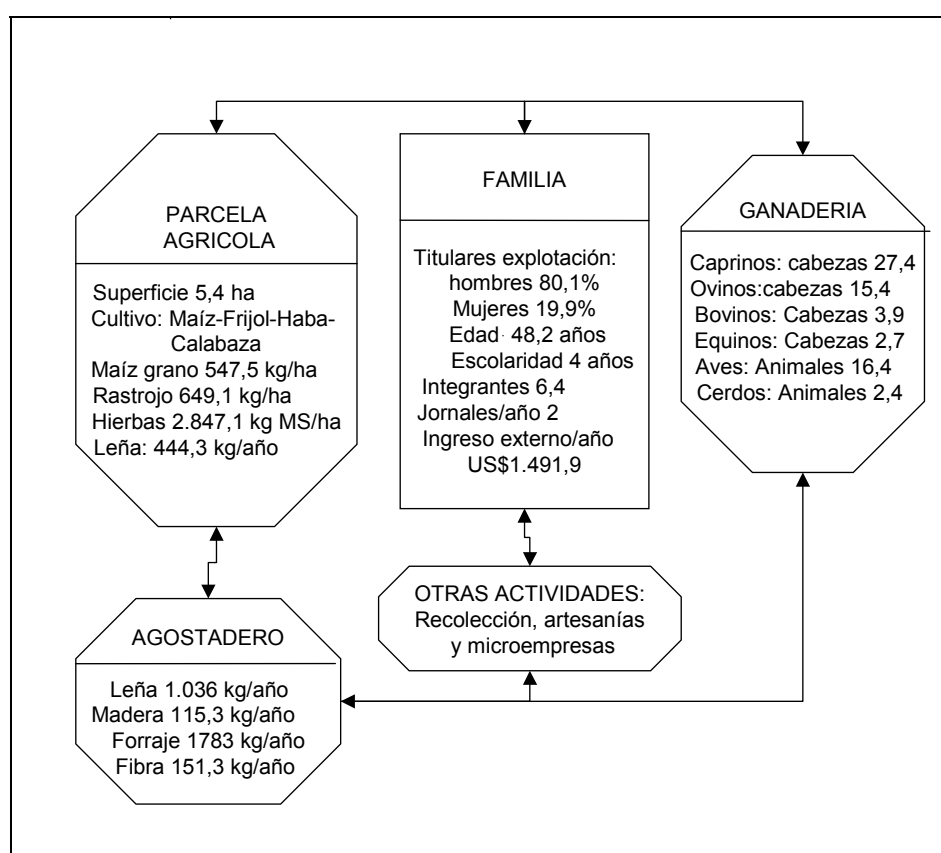 PARCELA
AGRICOLA
Superficie 5,4 ha
Cultivo: Maíz-Frijol-Haba-
Calabaza
Maíz grano 547,5 kg/ha
Rastrojo 649,1 kg/ha
Hierbas 2.847,1 kg MS/ha
Leña: 444,3 kg/año
FAMILIA
Titulares explotación:
hombres 80,1%
Mujeres 19,9%
Edad 48,2 años
Escolaridad 4 años
Integrantes 6,4
Jornales/año 2
Ingreso externo/año
US$1.491,9
GANADERIA
Caprinos: cabezas 27,4
Ovinos:cabezas 15,4
Bovinos: Cabezas 3,9
Equinos: Cabezas 2,7
Aves: Animales 16,4
Cerdos: Animales 2,4
OTRAS ACTIVIDADES:
Recolección, artesanías
y microempresas
AGOSTADERO
Leña 1.036 kg/año
Madera 115,3 kg/año
Forraje 1783 kg/año
Fibra 151,3 kg/año